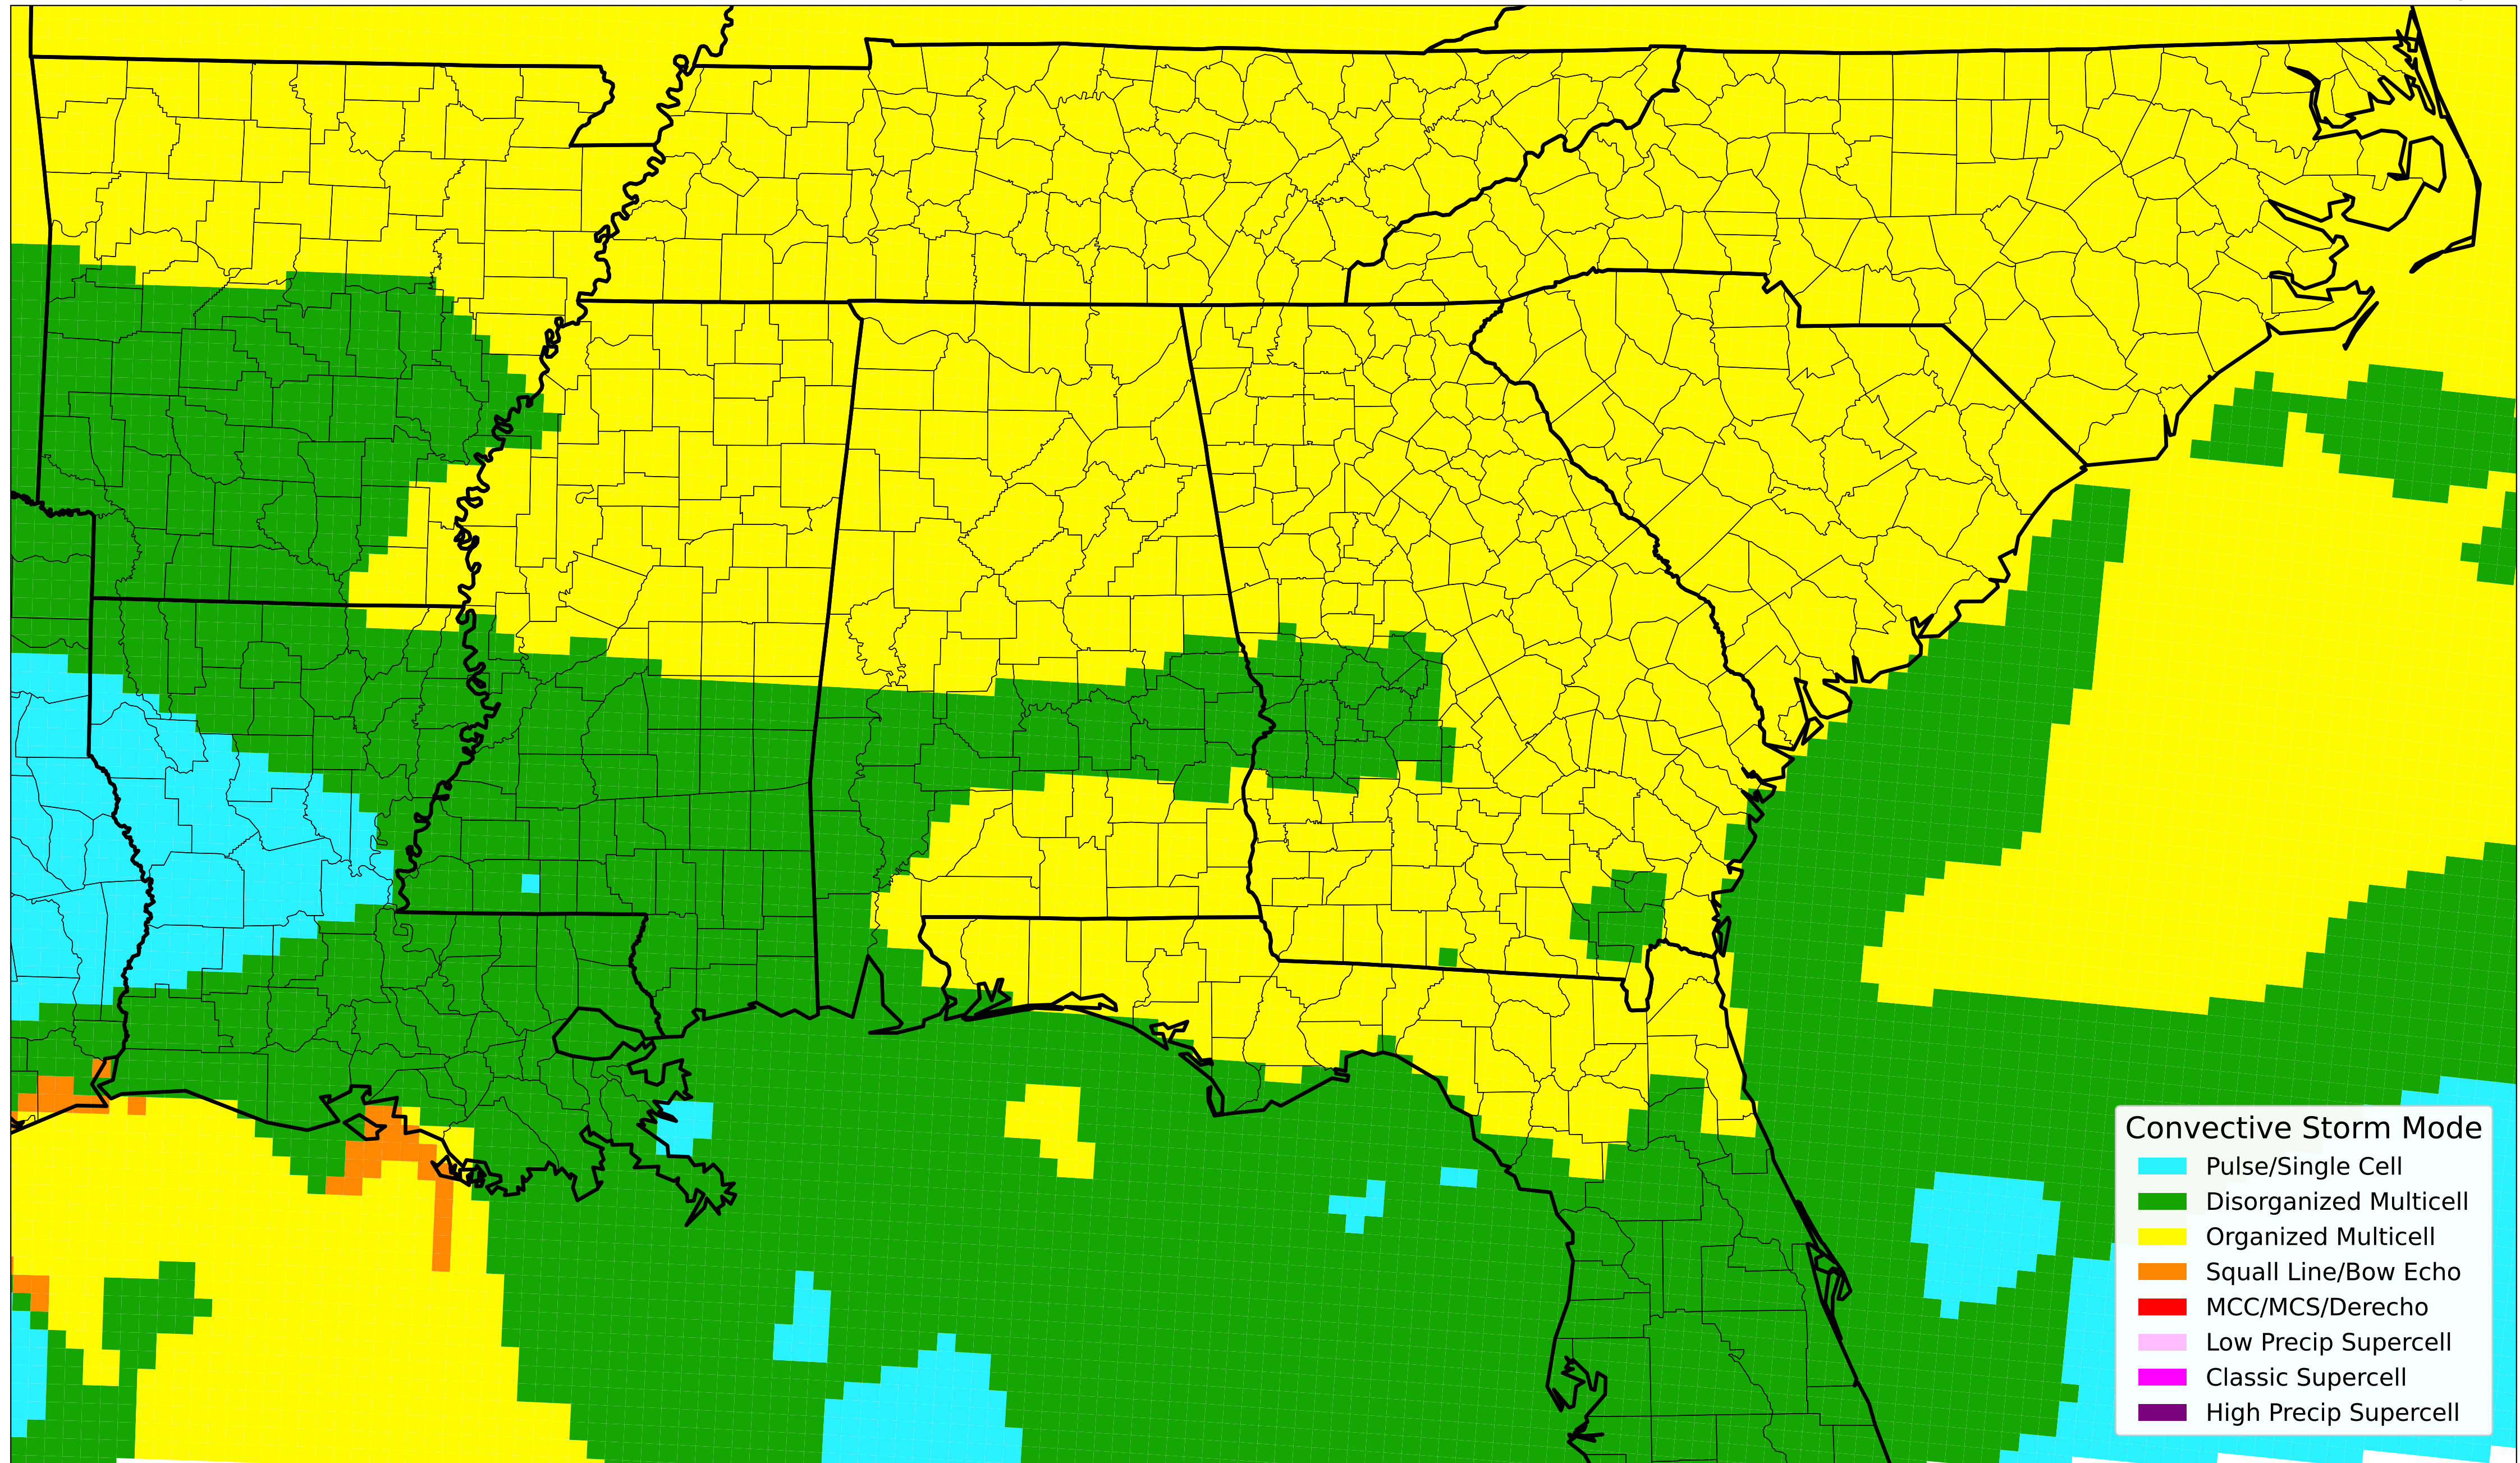 Convective Storm Mode
Pulse/Single Cell
Disorganized Multicell
Organized Multicell
Squall Line/Bow Echo
MCC/MCS/Derecho
Low Precip Supercell
Classic Supercell
High Precip Supercell